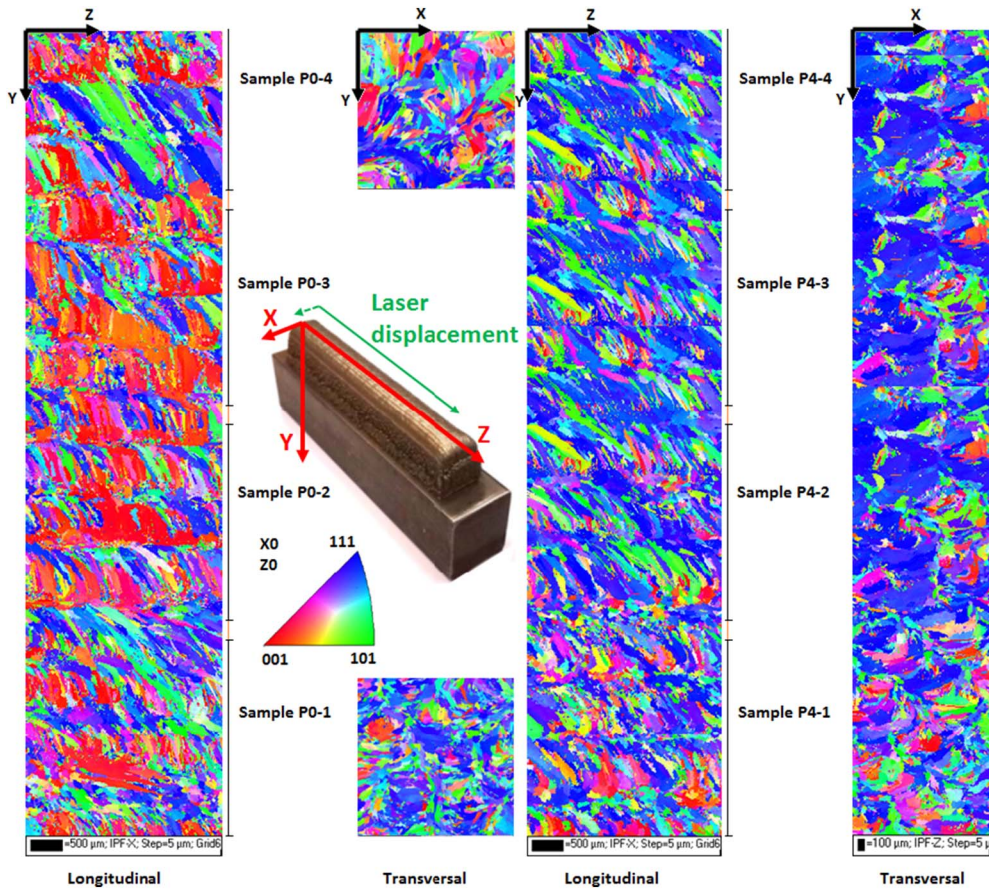 Z
X
Z
X
Y
Y
Y
Y
Sample P0-4
Sample P4-4
Sample P0-3
Sample P4-3
Laser
displacement
X
Y
Z
Sample P0-2
Sample P4-2
X0
Z0
111
001
101
Sample P0-1
Sample P4-1
=500 µm; IPF-X; Step=5 µm; Grid6
=500 µm; IPF-X; Step=5 µm; Grid6
=100 µm; IPF-Z; Step=5 µ
Longitudinal
Transversal
Longitudinal
Transversal